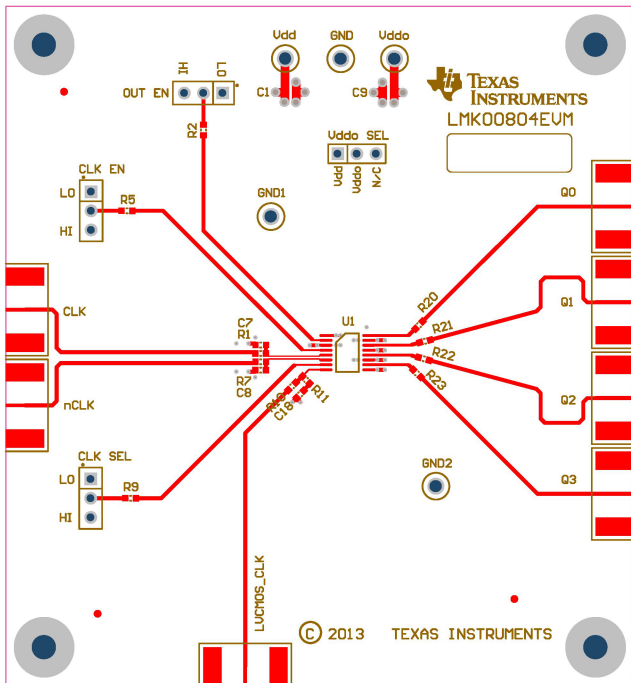 Vdd
GND
Vddo
HI
LO
OUT EN
C1
C9
TEXAS
INSTRUMENTS
LMK00804EVM
R2
Vddo SEL
Vdd
Vddo
N/C
CLK EN
LO
R5
HI
GND1
Q0
CLK
C7
R1
U1
R20
Q1
R21
R22
R7
C8
R23
R11
C18
nCLK
Q2
CLK SEL
LO
R9
HI
GND2
Q3
LVCMOS_CLK
© 2013 TEXAS INSTRUMENTS